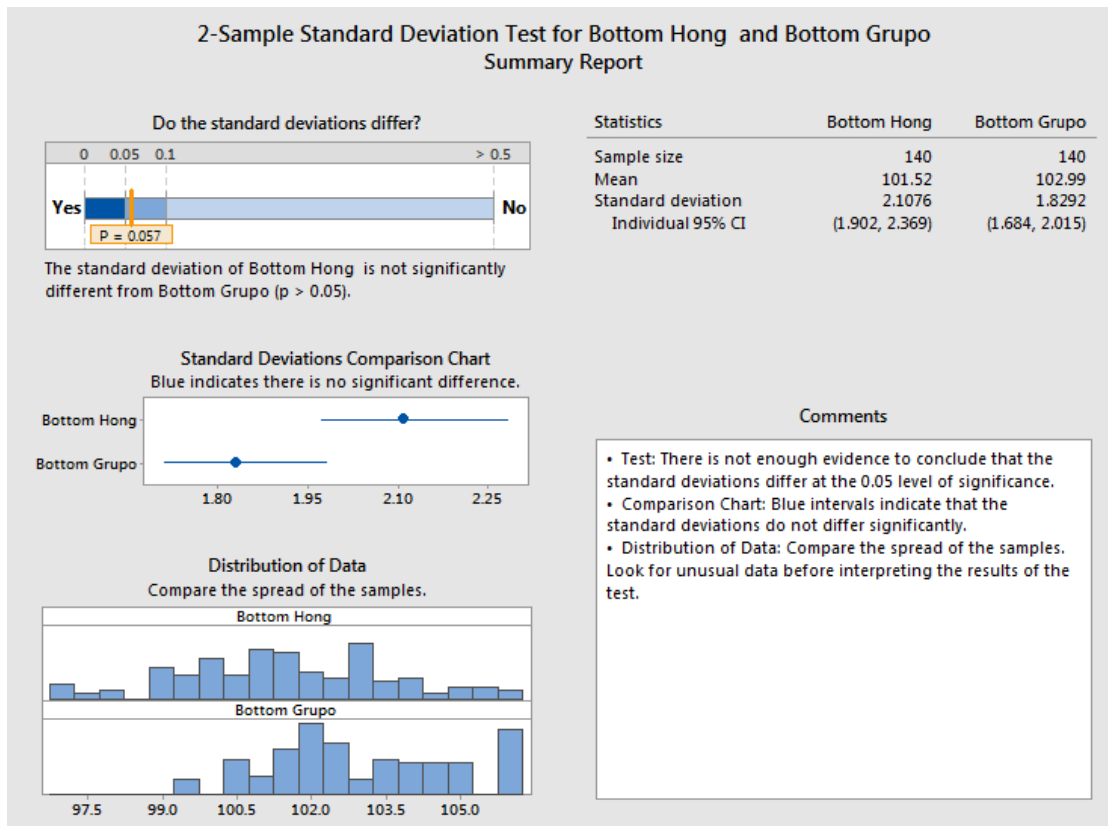 2-Sample Standard Deviation Test for Bottom Hong and Bottom Grupo
Summary Report
Do the standard deviations differ?
0 0.05 0.1 > 0.5
Yes No
P = 0.057
The standard deviation of Bottom Hong is not significantly
different from Bottom Grupo (p > 0.05).
Statistics Bottom Hong Bottom Grupo
Sample size 140 140
Mean 101.52 102.99
Standard deviation 2.1076 1.8292
Individual 95% CI (1.902, 2.369) (1.684, 2.015)
Standard Deviations Comparison Chart
Blue indicates there is no significant difference.
Bottom Hong
Bottom Grupo
1.80 1.95 2.10 2.25
Distribution of Data
Compare the spread of the samples.
Bottom Hong
Bottom Grupo
97.5 99.0 100.5 102.0 103.5 105.0
Comments
• Test: There is not enough evidence to conclude that the
standard deviations differ at the 0.05 level of significance.
• Comparison Chart: Blue intervals indicate that the
standard deviations do not differ significantly.
• Distribution of Data: Compare the spread of the samples.
Look for unusual data before interpreting the results of the
test.